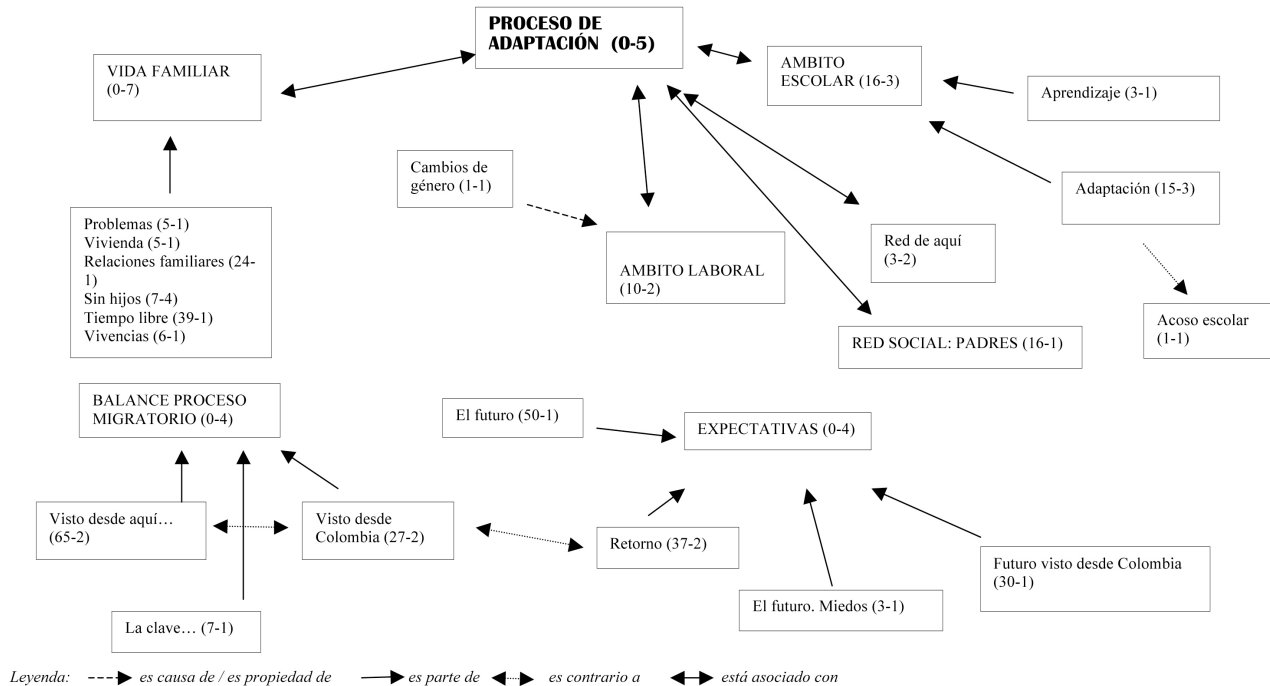 PROCESO DE
ADAPTACIÓN (0-5)
VIDA FAMILIAR
(0-7)
AMBITO
ESCOLAR (16-3)
Aprendizaje (3-1)
Cambios de
género (1-1)
Adaptación (15-3)
Problemas (5-1)
Vivienda (5-1)
Relaciones familiares (24-
1)
Sin hijos (7-4)
Tiempo libre (39-1)
Vivencias (6-1)
Red de aquí
(3-2)
AMBITO LABORAL
(10-2)
Acoso escolar
(1-1)
RED SOCIAL: PADRES (16-1)
BALANCE PROCESO
MIGRATORIO (0-4)
El futuro (50-1)
EXPECTATIVAS (0-4)
Visto desde aquí…
(65-2)
Visto desde
Colombia (27-2)
Retorno (37-2)
Futuro visto desde Colombia
(30-1)
El futuro. Miedos (3-1)
La clave… (7-1)
Leyenda: es causa de / es propiedad de es parte de es contrario a está asociado con